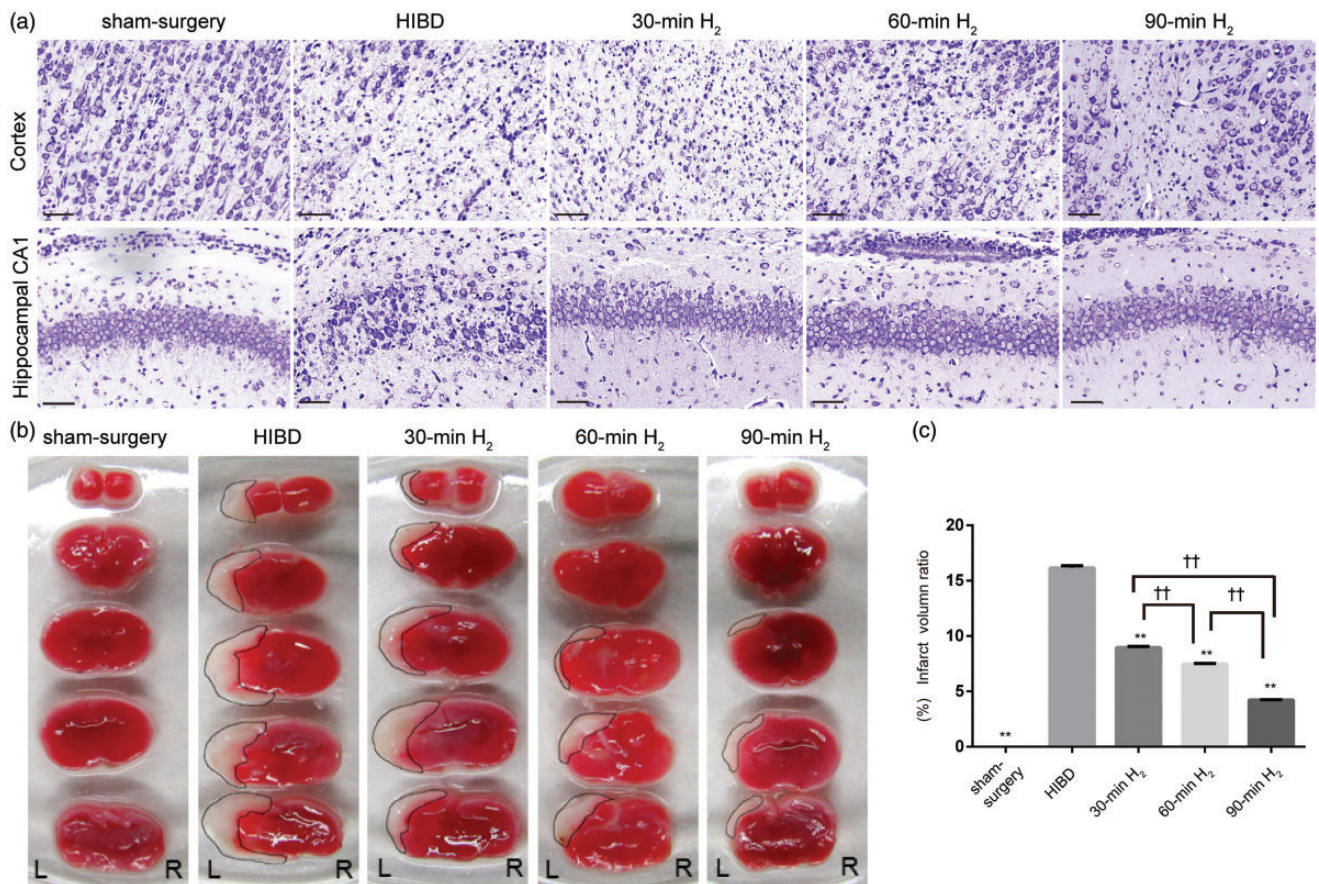 (a)
sham-surgery HIBD 30-min H₂ 60-min H₂ 90-min H₂
Cortex
Hippocampal CA1
(b)
sham-surgery HIBD 30-min H₂ 60-min H₂ 90-min H₂
L R L R L R L R L R
(c)
(%) Infarct volumn ratio
20
15
10
5
0
††
†† ††
**
**
**
**
sham-surgery
HIBD
30-min H₂
60-min H₂
90-min H₂